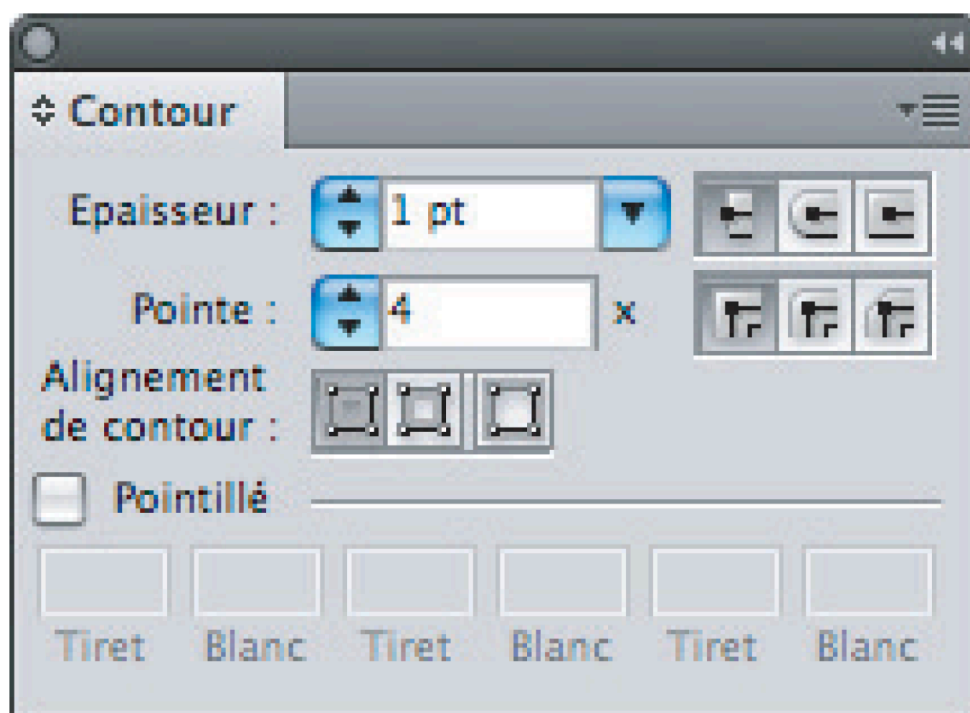 Contour
Epaisseur : 1 pt
Pointe : 4 x
Alignement
de contour :
Pointillé
Tiret Blanc Tiret Blanc Tiret Blanc